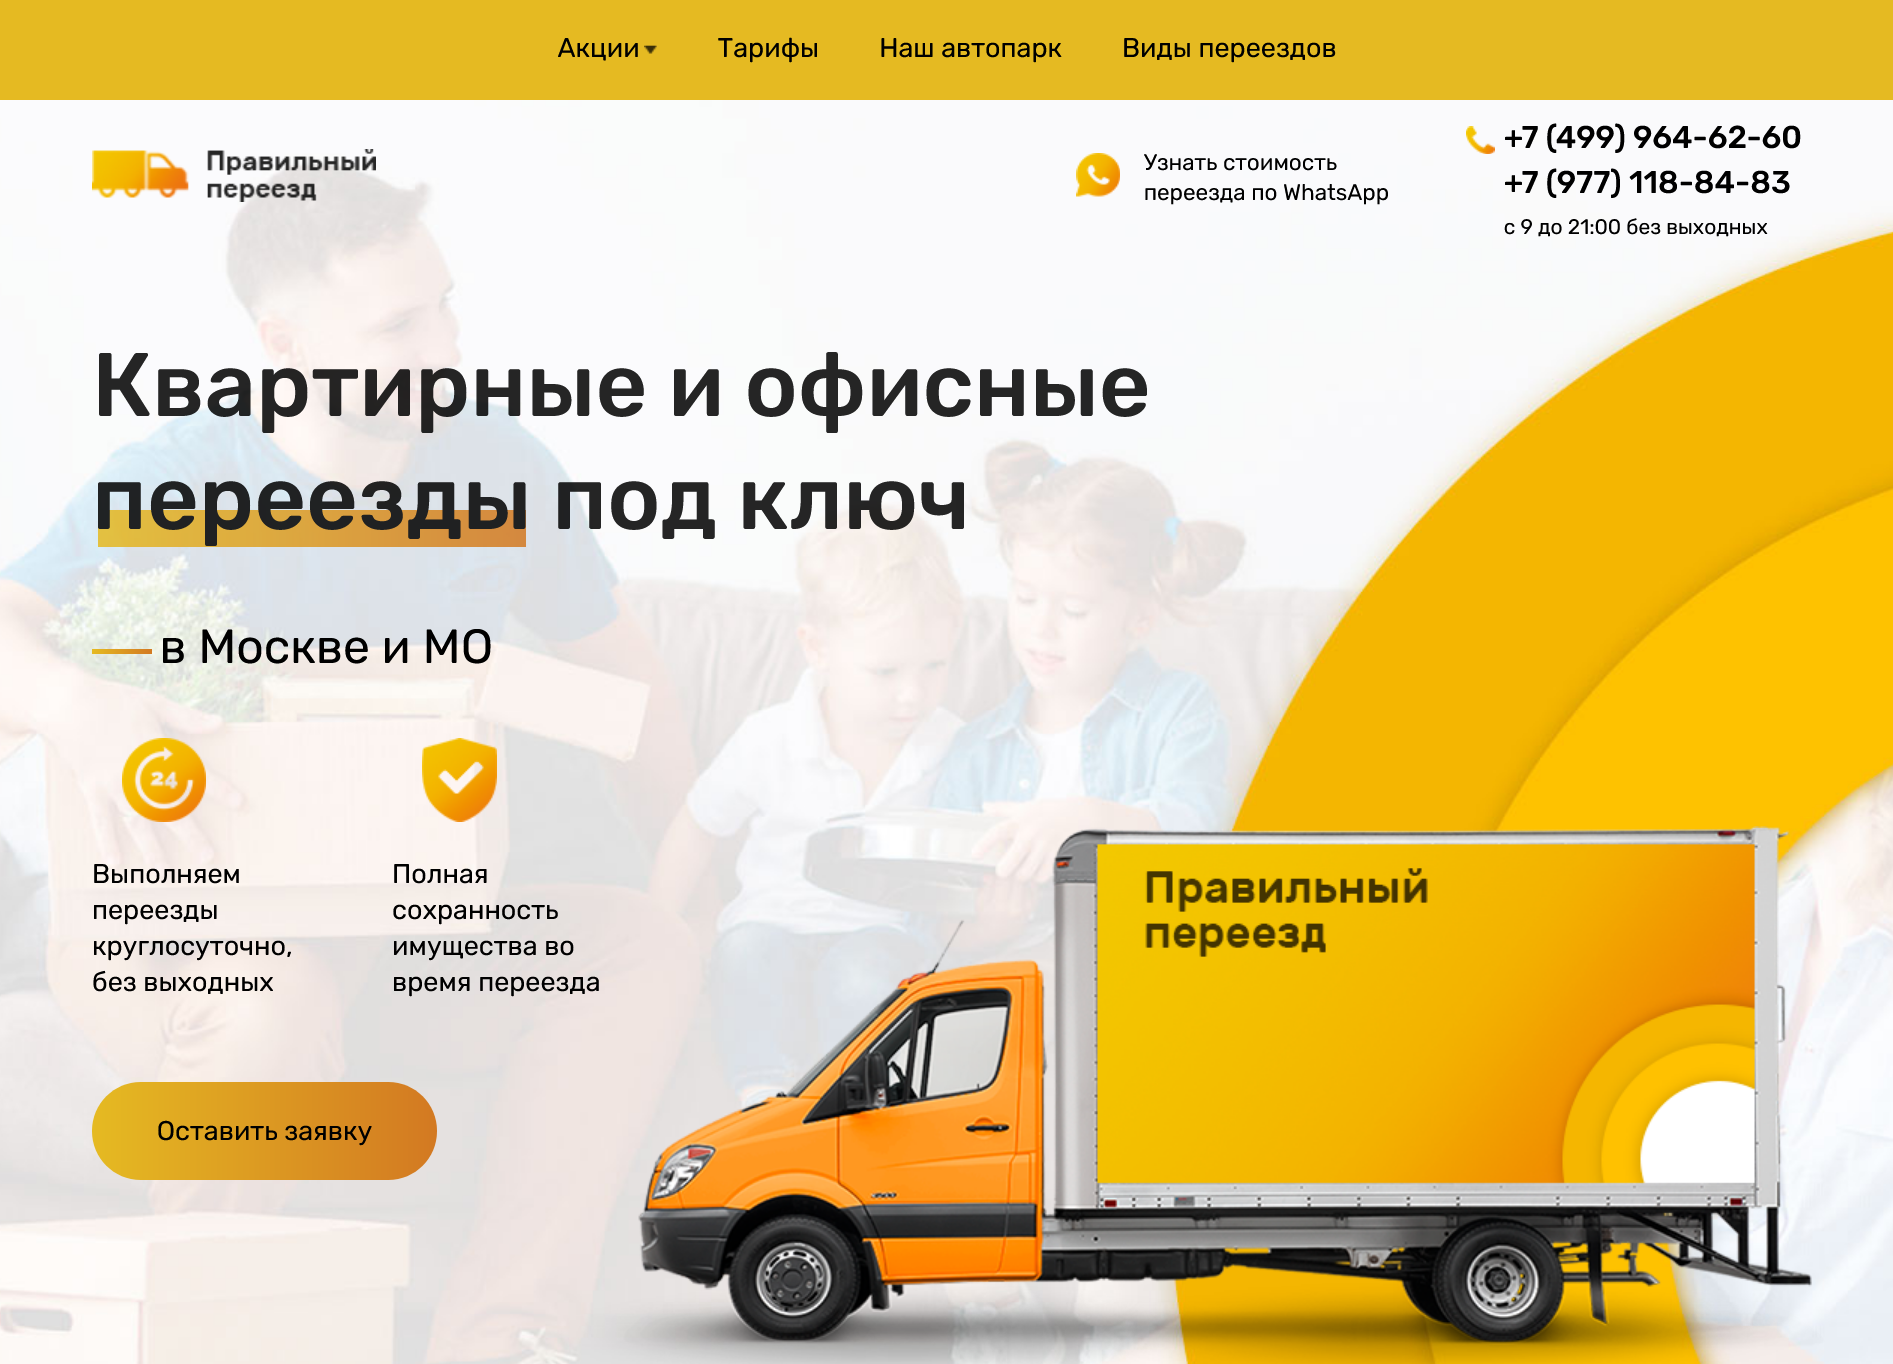 Акции
Тарифы
Наш автопарк
Виды переездов
Правильный
переезд
Узнать стоимость
переезда по WhatsApp
+7 (499) 964-62-60
+7 (977) 118-84-83
с 9 до 21:00 без выходных
Квартирные и офисные
переезды под ключ
в Москве и МО
24
Выполняем
переезды
круглосуточно,
без выходных
Полная
сохранность
имущества во
время переезда
Оставить заявку
Правильный
переезд
3500